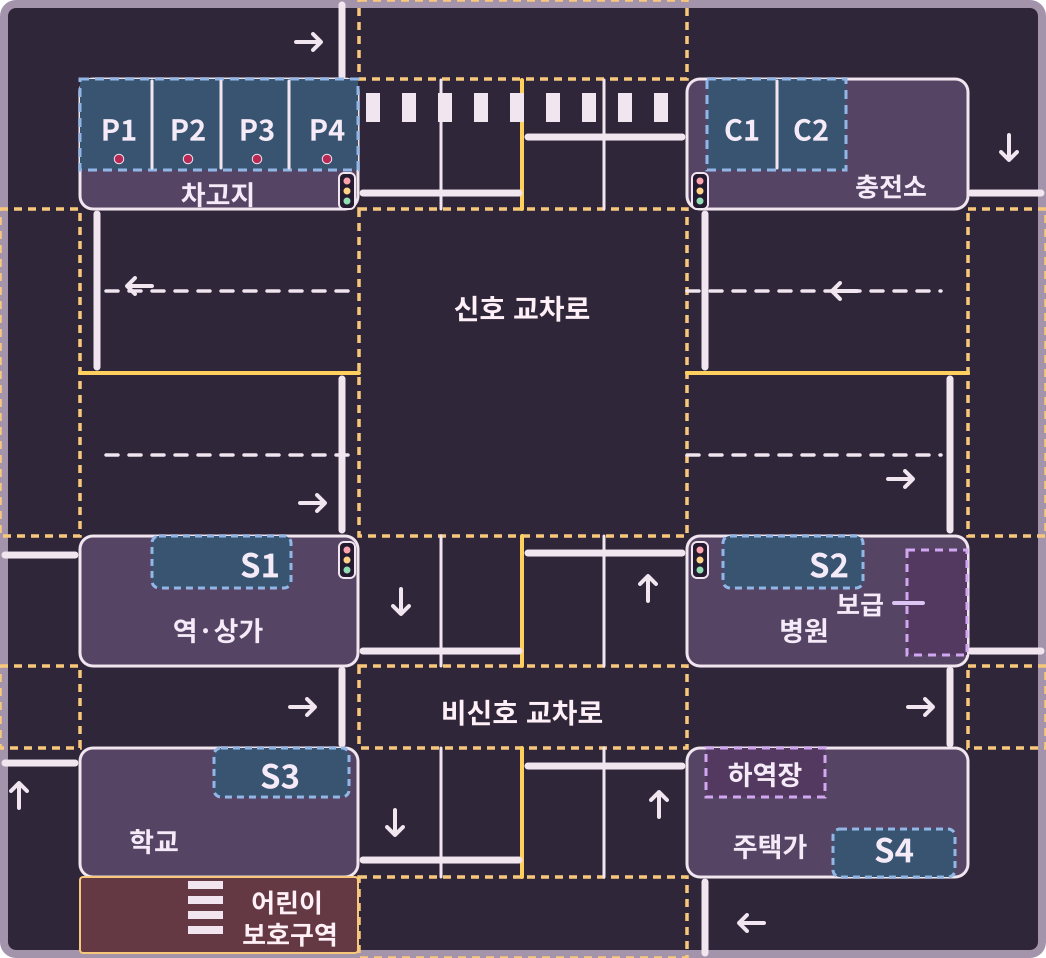 P1 P2 P3 P4
차고지
C1 C2
충전소
신호 교차로
S1
역·상가
S2
보급
병원
비신호 교차로
S3
학교
하역장
주택가
S4
어린이
보호구역